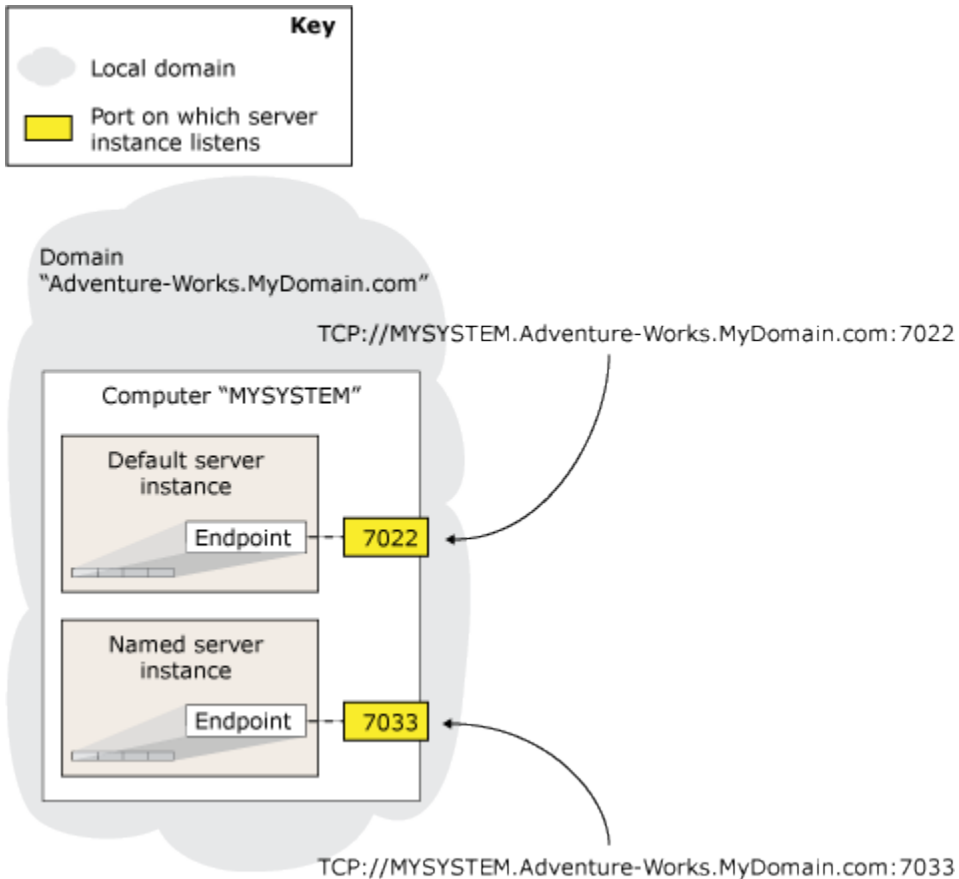 Key
Local domain
Port on which server
instance listens
Domain
“Adventure-Works.MyDomain.com”
TCP://MYSYSTEM.Adventure-Works.MyDomain.com:7022
Computer “MYSYSTEM”
Default server
instance
Endpoint
7022
Named server
instance
Endpoint
7033
TCP://MYSYSTEM.Adventure-Works.MyDomain.com:7033